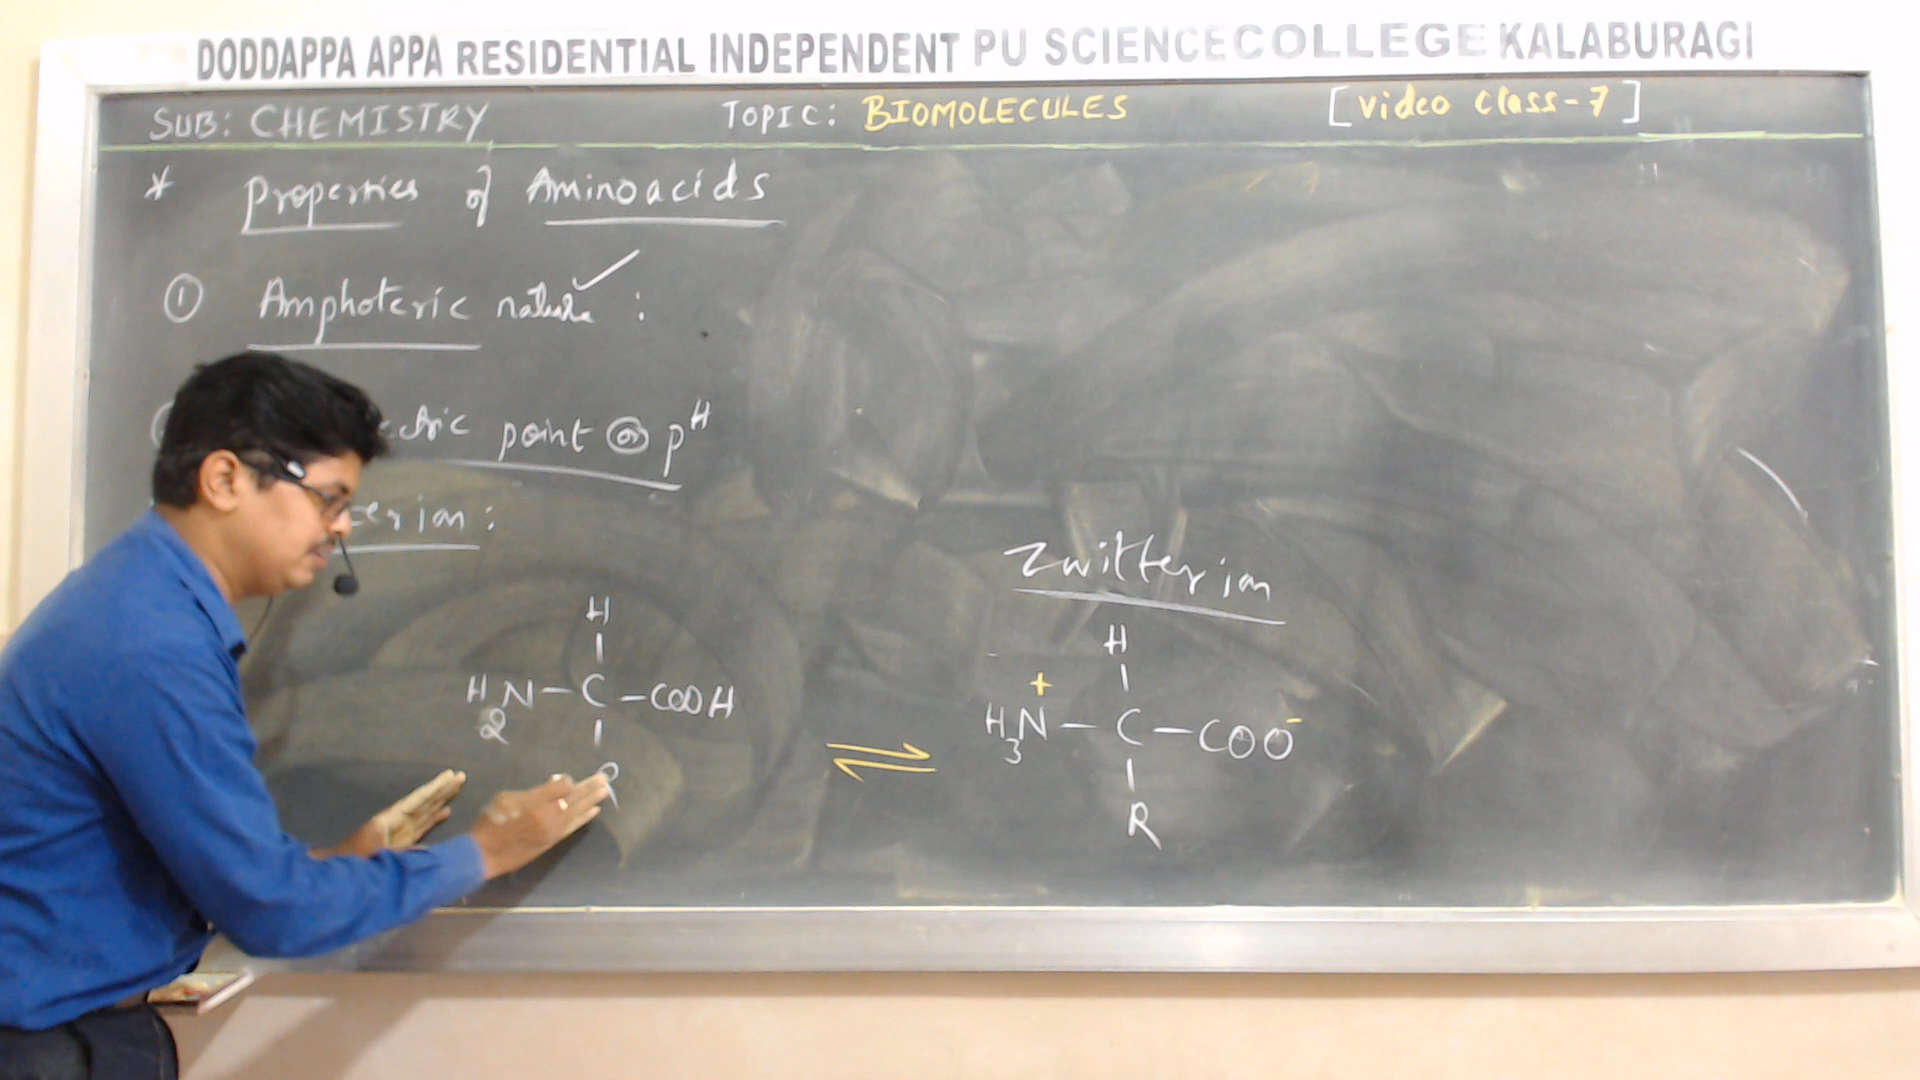 DODDAPPA APPA RESIDENTIAL INDEPENDENT PU SCIENCE COLLEGE KALABURAGI
SUB: CHEMISTRY TOPIC: BIOMOLECULES [Video Class-7]
* Properties of Aminoacids
① Amphoteric nature :
point or pH
Zwitterion
H
H2N-C-COOH
R
⇌
H
H3N+-C-COO-
R